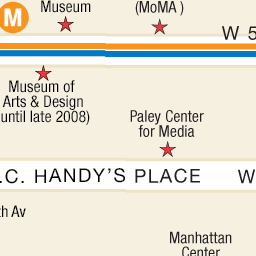 M
Museum
(MoMA )
W 5
Museum of
Arts & Design
until late 2008)
Paley Center
for Media
.C. HANDY'S PLACE W
th Av
Manhattan
Center